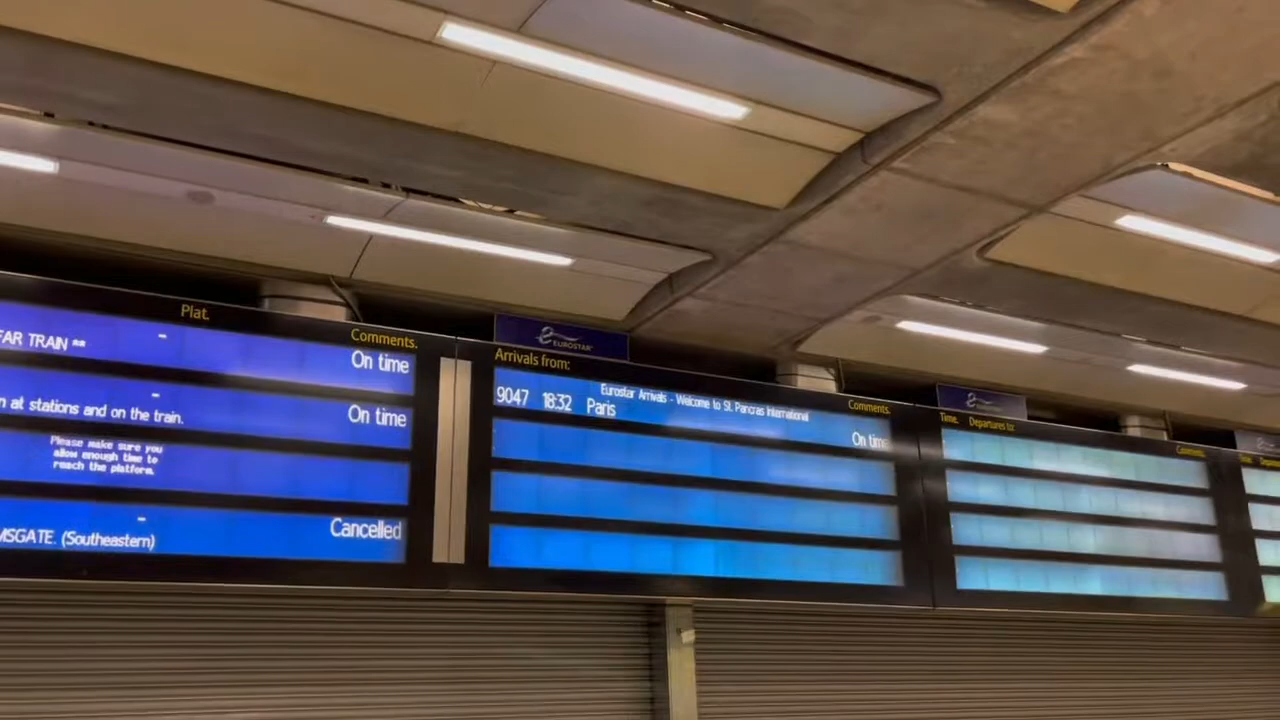 Plat.
Comments.
FAR TRAIN **
-
On time
-
n at stations and on the train.
On time
Please make sure you
allow enough time to
reach the platform.
-
Cancelled
MSGATE. (Southeastern)
EUROSTAR
Arrivals from:
Comments.
Eurostar Arrivals - Welcome to St. Pancras International
9047 18:32 Paris
On time
Time. Departures to:
Comments.